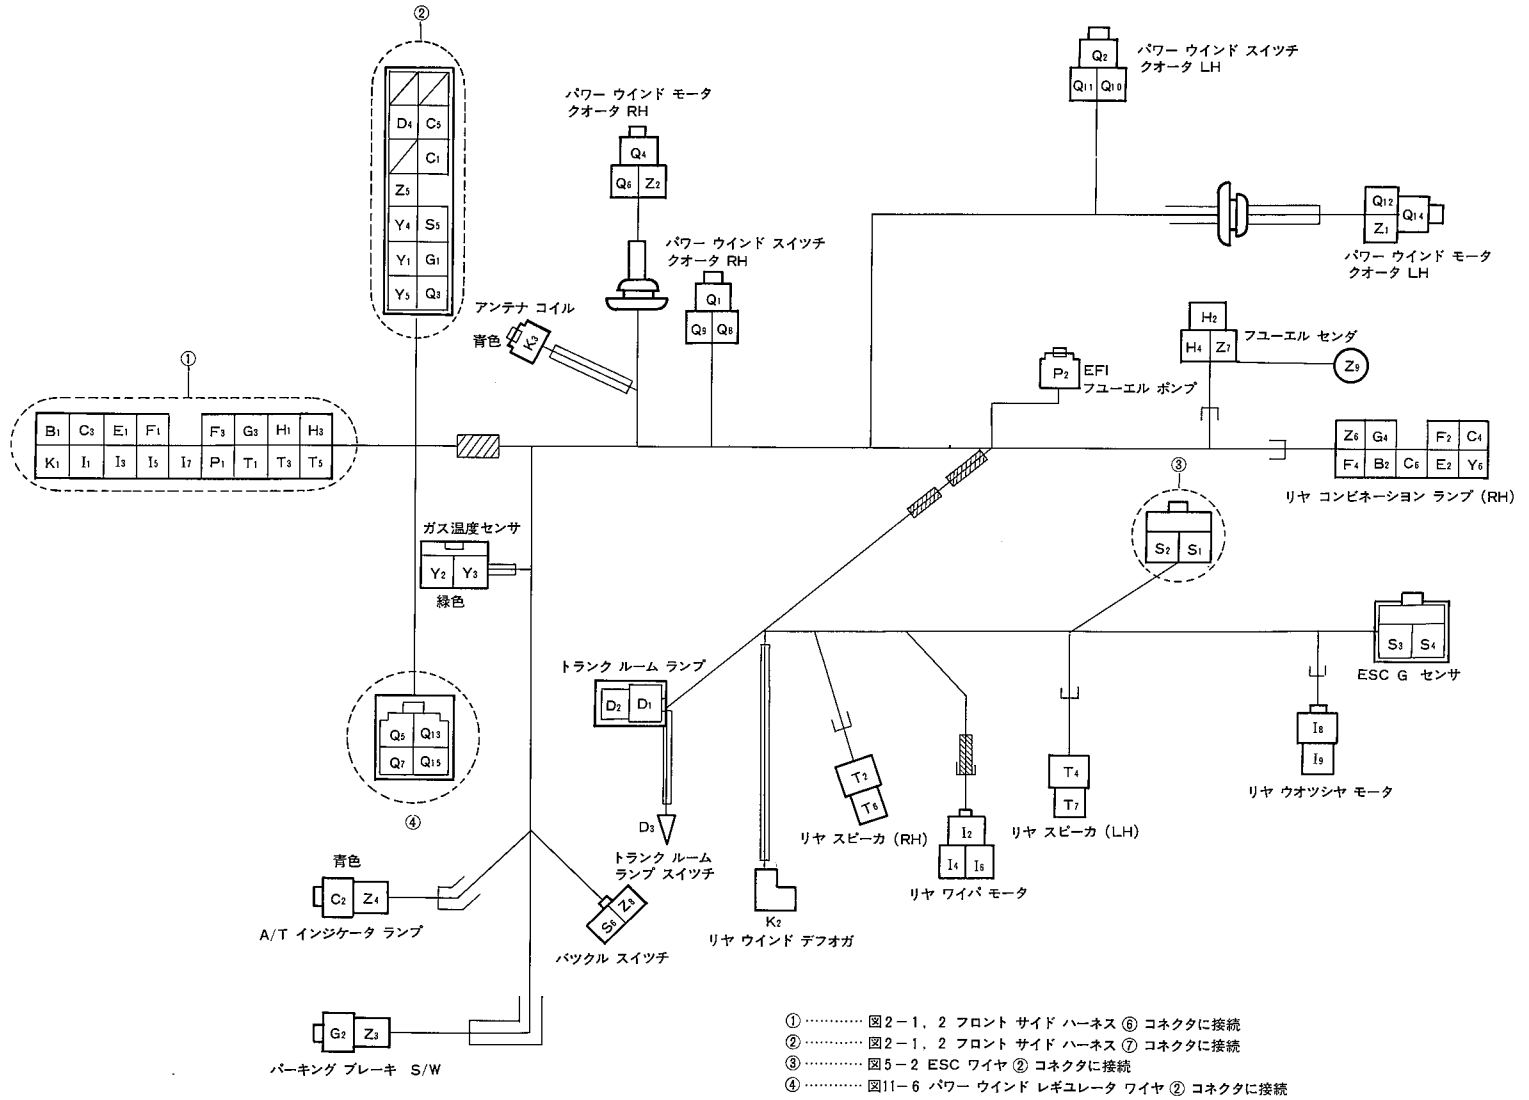 ②
D4 C5
C1
Z5
Y4 S5
Y1 G1
Y5 Q3
パワー ウインド モータ
クオータ RH
Q4
Q6 Z2
パワー ウインド スイツチ
クオータ RH
Q1
Q9 Q8
アンテナ コイル
青色
K3
パワー ウインド スイツチ
クオータ LH
Q2
Q11 Q10
Q12 Q14
Z1
パワー ウインド モータ
クオータ LH
H2
H4 Z7
フユーエル センダ
Z9
P2
EFI
フユーエル ポンプ
①
B1 C3 E1 F1 F3 G3 H1 H3
K1 I1 I3 I5 I7 P1 T1 T3 T5
Z6 G4 F2 C4
F4 B2 C6 E2 Y6
リヤ コンビネーシヨン ランプ (RH)
③
S2 S1
ガス温度センサ
Y2 Y3
緑色
S3 S4
ESC G センサ
トランク ルーム ランプ
D2 D1
Q5 Q13
Q7 Q15
④
D3
トランク ルーム
ランプ スイツチ
T2
T6
リヤ スピーカ (RH)
I2
I4 I6
リヤ ワイパ モータ
T4
T7
リヤ スピーカ (LH)
I8
I9
リヤ ウオツシヤ モータ
K2
リヤ ウインド デフオガ
青色
C2 Z4
A/T インジケータ ランプ
S6 Z8
バツクル スイツチ
G2 Z3
パーキング ブレーキ S/W
① ………… 図2－1, 2 フロント サイド ハーネス ⑥ コネクタに接続
② ………… 図2－1, 2 フロント サイド ハーネス ⑦ コネクタに接続
③ ………… 図5－2 ESC ワイヤ ② コネクタに接続
④ ………… 図11－6 パワー ウインド レギユレータ ワイヤ ② コネクタに接続